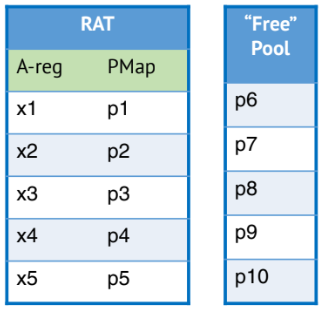 RAT
A-reg PMap
x1 p1
x2 p2
x3 p3
x4 p4
x5 p5
“Free”
Pool
p6
p7
p8
p9
p10